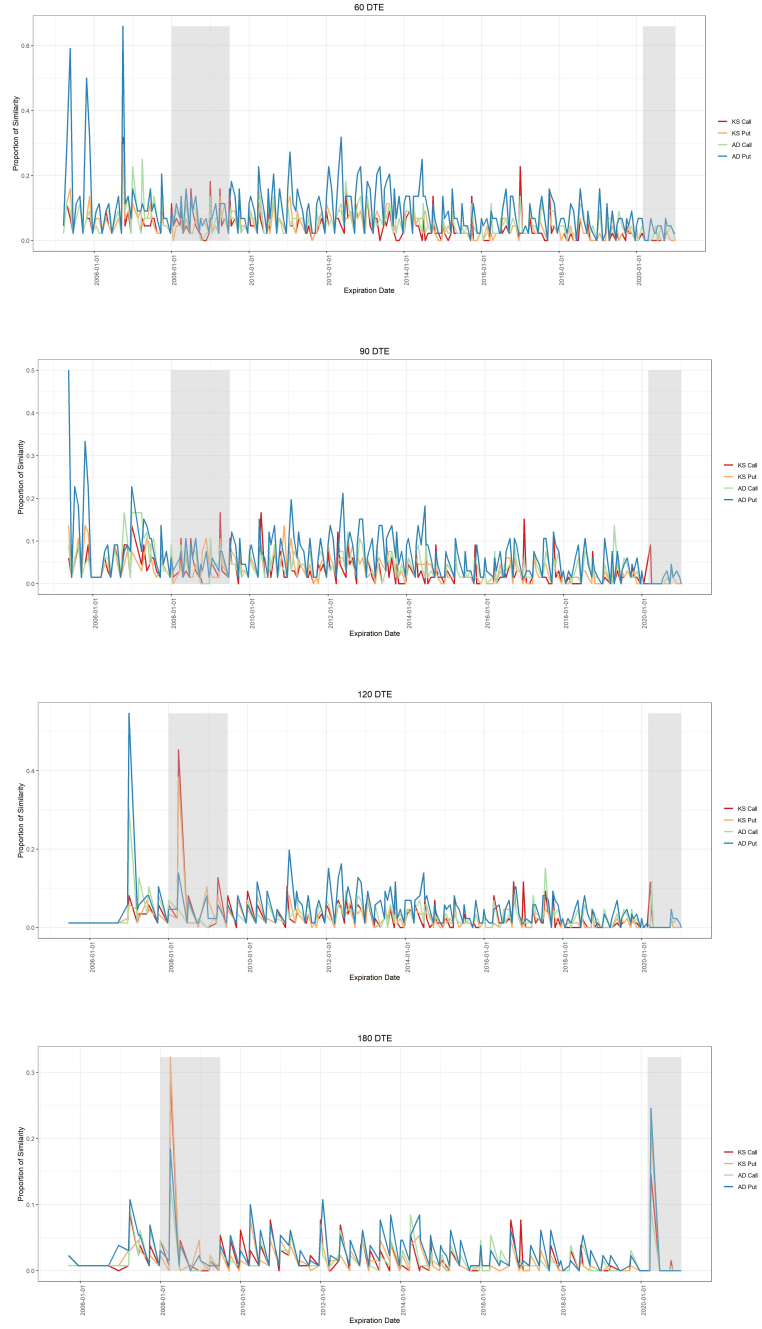 60 DTE
Proportion of Similarity
0.6
0.4
0.2
0.0
2006-01-01
2008-01-01
2010-01-01
2012-01-01
2014-01-01
2016-01-01
2018-01-01
2020-01-01
Expiration Date
KS Call
KS Put
AD Call
AD Put
90 DTE
Proportion of Similarity
0.5
0.4
0.3
0.2
0.1
0.0
2006-01-01
2008-01-01
2010-01-01
2012-01-01
2014-01-01
2016-01-01
2018-01-01
2020-01-01
Expiration Date
KS Call
KS Put
AD Call
AD Put
120 DTE
Proportion of Similarity
0.4
0.2
0.0
2006-01-01
2008-01-01
2010-01-01
2012-01-01
2014-01-01
2016-01-01
2018-01-01
2020-01-01
Expiration Date
KS Call
KS Put
AD Call
AD Put
180 DTE
Proportion of Similarity
0.3
0.2
0.1
0.0
2006-01-01
2008-01-01
2010-01-01
2012-01-01
2014-01-01
2016-01-01
2018-01-01
2020-01-01
Expiration Date
KS Call
KS Put
AD Call
AD Put